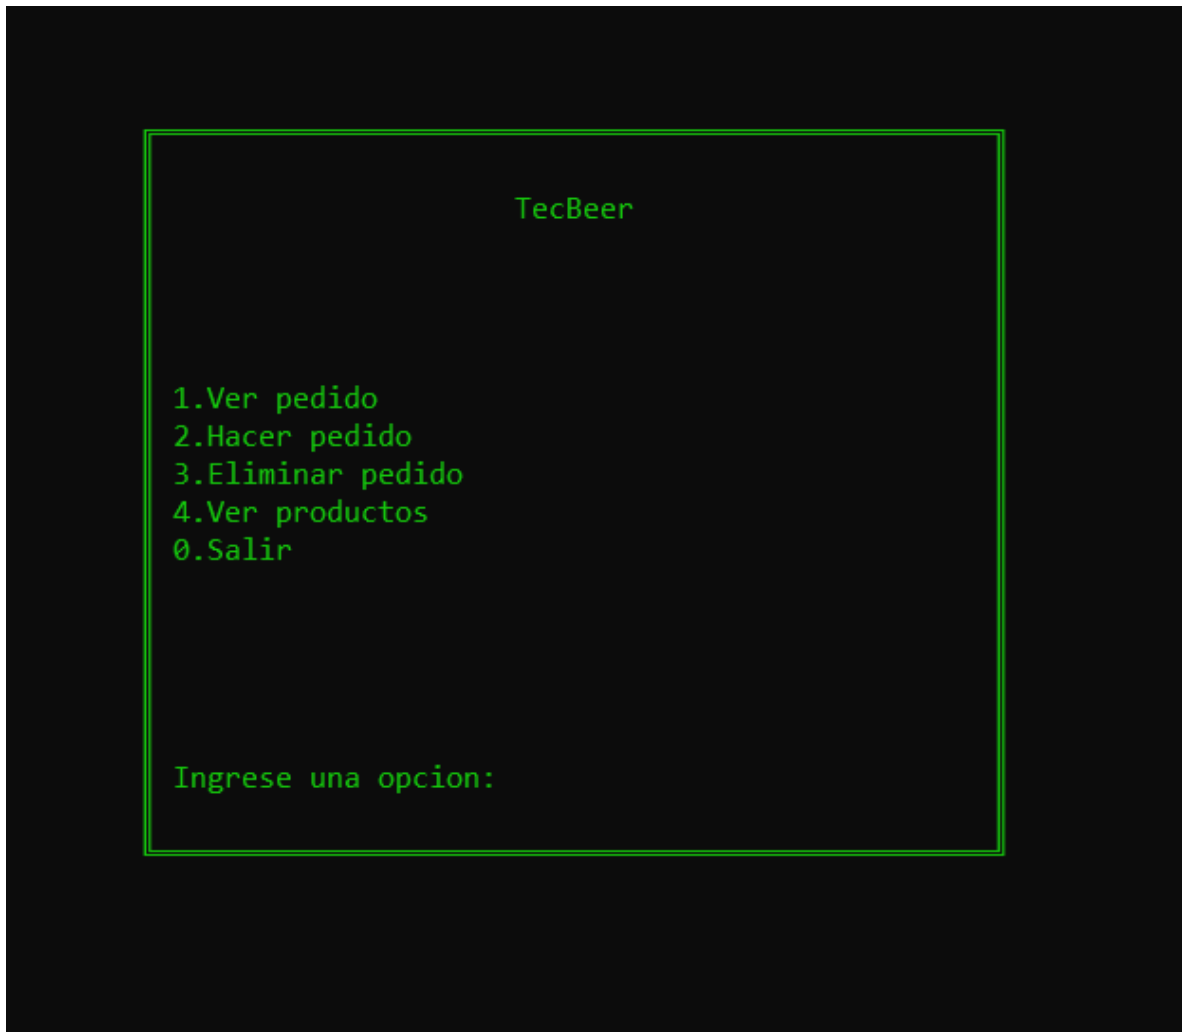 TecBeer
1.Ver pedido
2.Hacer pedido
3.Eliminar pedido
4.Ver productos
0.Salir
Ingrese una opcion: